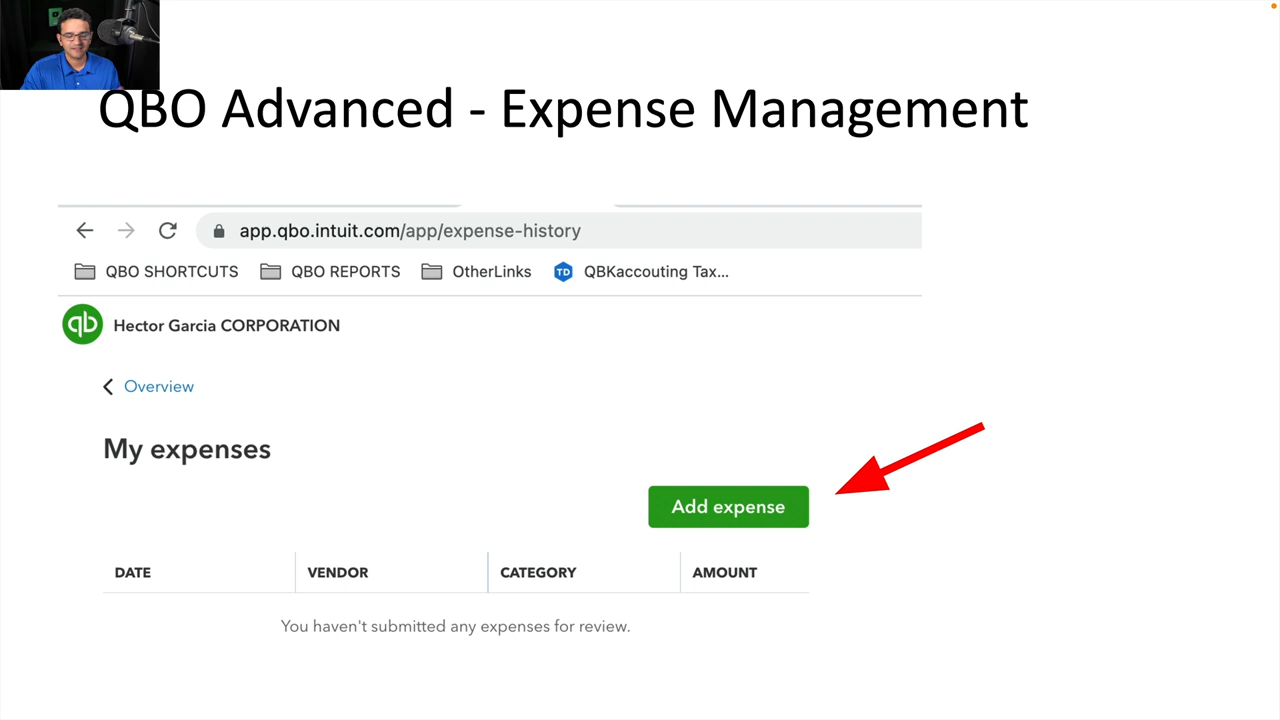 QBO Advanced - Expense Management
app.qbo.intuit.com/app/expense-history
QBO SHORTCUTS QBO REPORTS OtherLinks TD QBKaccouting Tax...
qb Hector Garcia CORPORATION
Overview
My expenses
Add expense
DATE VENDOR CATEGORY AMOUNT
You haven't submitted any expenses for review.